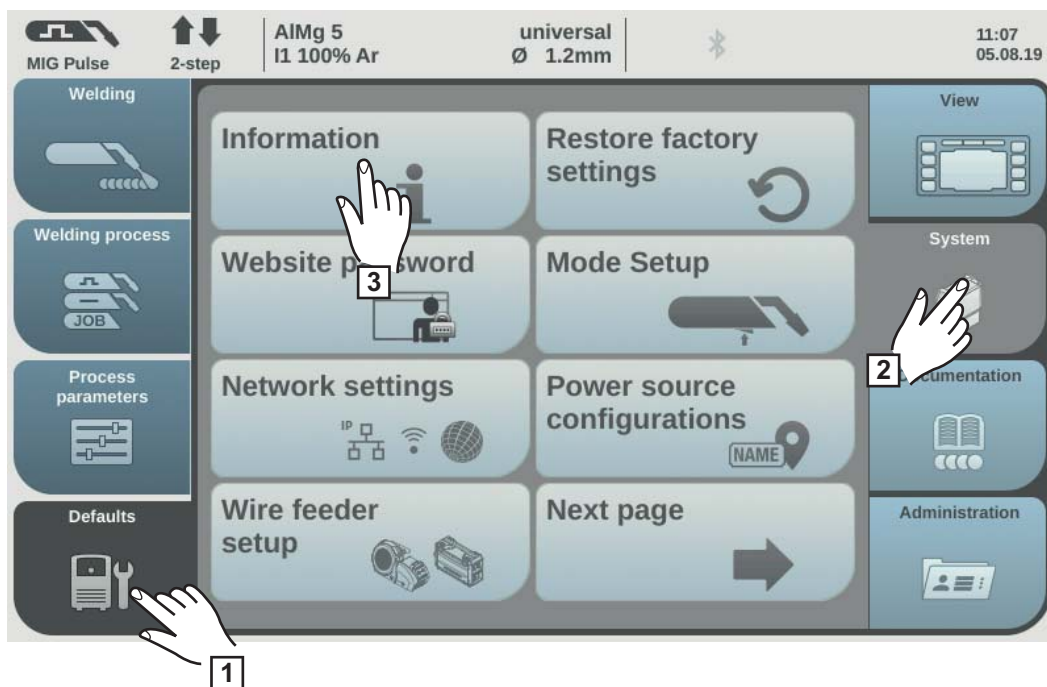 MIG Pulse
2-step
AlMg 5
I1 100% Ar
universal
Ø 1.2mm
11:07
05.08.19
Welding
Welding process
JOB
Process
parameters
Defaults
1
Information
3
Restore factory
settings
Website
Mode Setup
Network settings
IP
Power source
configurations
NAME
Wire feeder
setup
Next page
View
System
2
Documentation
Administration